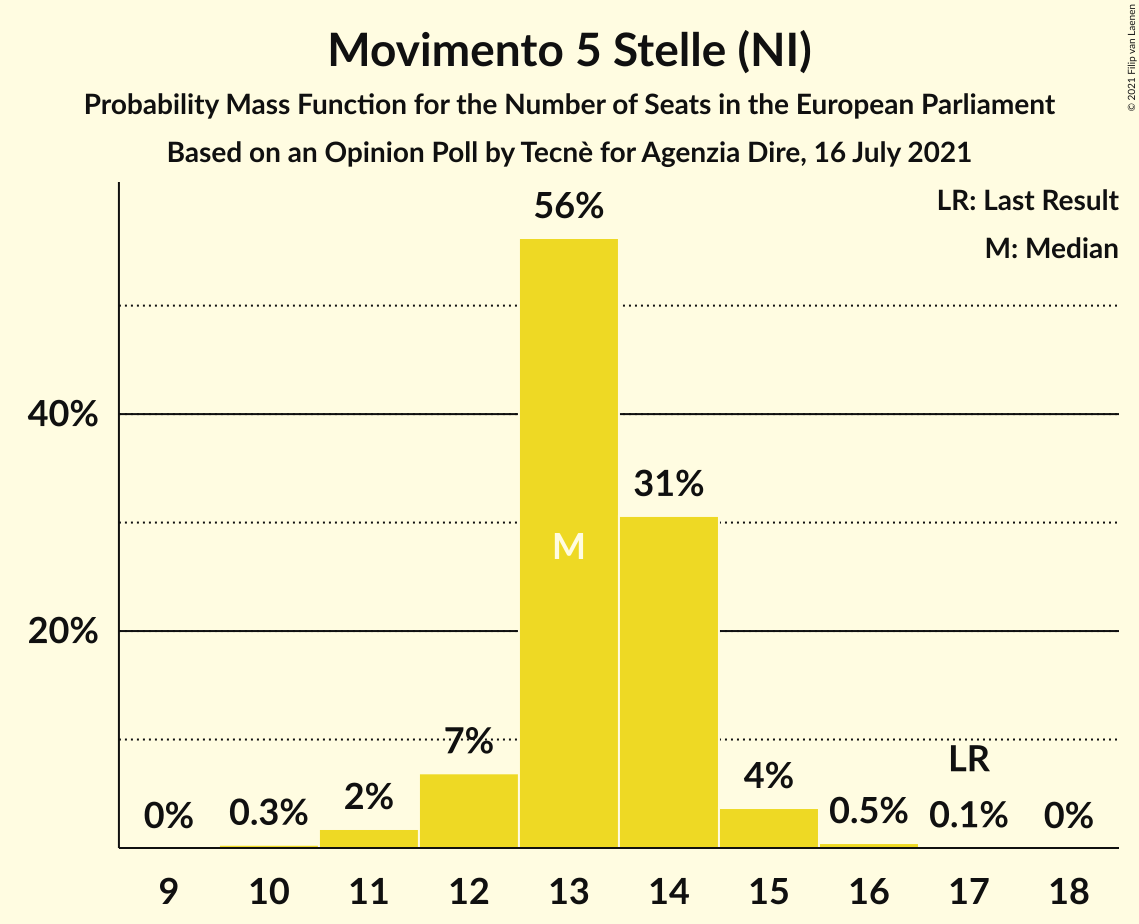 Movimento 5 Stelle (NI)
Probability Mass Function for the Number of Seats in the European Parliament
Based on an Opinion Poll by Tecnè for Agenzia Dire, 16 July 2021
© 2021 Filip van Laenen
LR: Last Result
M: Median
56%
40%
31%
M
20%
7%
LR
4%
2%
0%
0.3%
0.5%
0.1%
0%
9 10 11 12 13 14 15 16 17 18